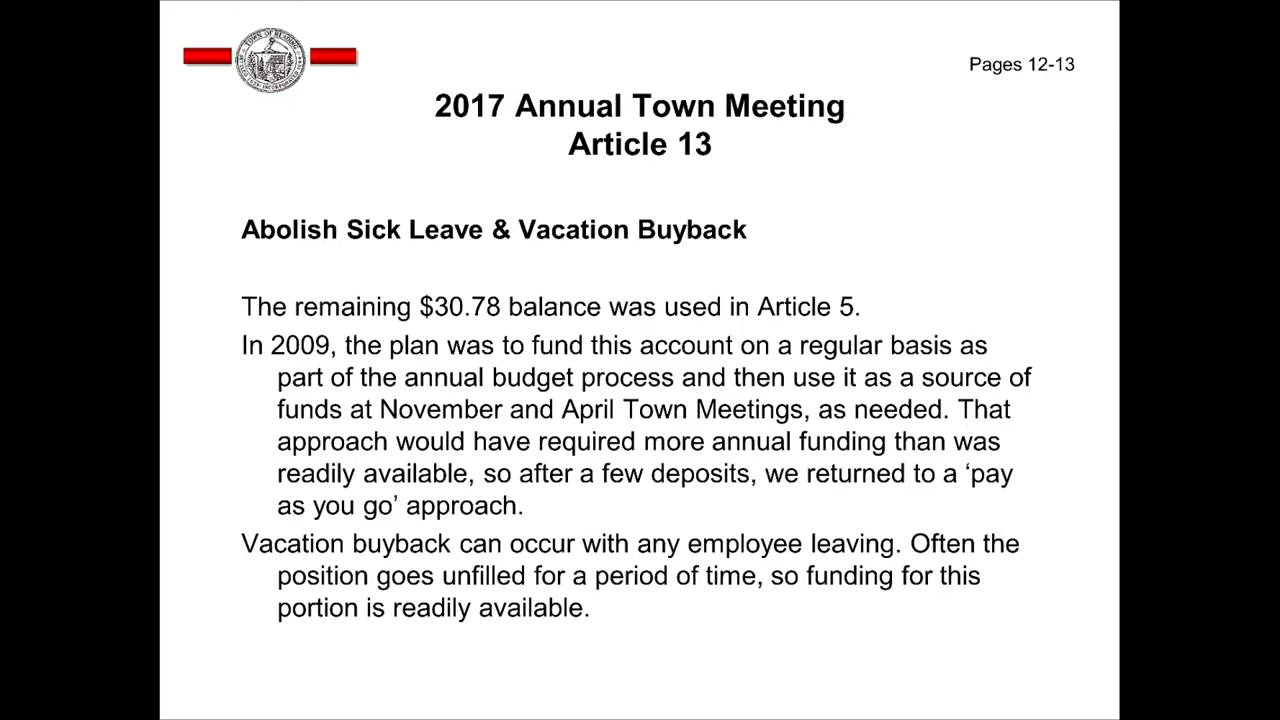 TOWN OF READING
Pages 12-13
2017 Annual Town Meeting
Article 13
Abolish Sick Leave & Vacation Buyback
The remaining $30.78 balance was used in Article 5.
In 2009, the plan was to fund this account on a regular basis as
part of the annual budget process and then use it as a source of
funds at November and April Town Meetings, as needed. That
approach would have required more annual funding than was
readily available, so after a few deposits, we returned to a ‘pay
as you go’ approach.
Vacation buyback can occur with any employee leaving. Often the
position goes unfilled for a period of time, so funding for this
portion is readily available.